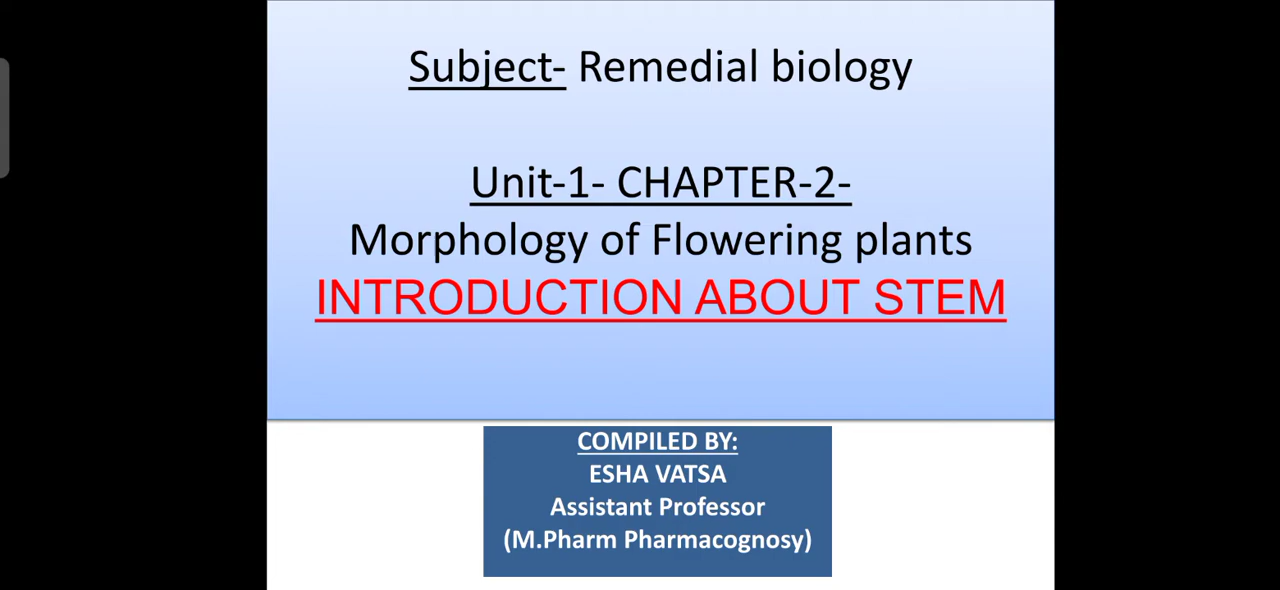 Subject- Remedial biology
Unit-1- CHAPTER-2-
Morphology of Flowering plants
INTRODUCTION ABOUT STEM
COMPILED BY:
ESHA VATSA
Assistant Professor
(M.Pharm Pharmacognosy)